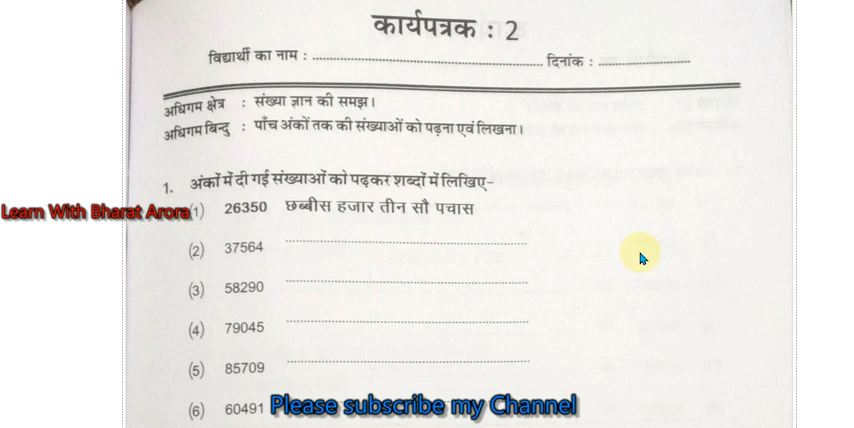 कार्यपत्रक : 2
विद्यार्थी का नाम : ........................................................ दिनांक : ......................
अधिगम क्षेत्र : संख्या ज्ञान की समझ।
अधिगम बिन्दु : पाँच अंकों तक की संख्याओं को पढ़ना एवं लिखना।
1. अंकों में दी गई संख्याओं को पढ़कर शब्दों में लिखिए-
Learn With Bharat Arora
(1) 26350 छब्बीस हजार तीन सौ पचास
(2) 37564 ........................................................
(3) 58290 ........................................................
(4) 79045 ........................................................
(5) 85709 ........................................................
(6) 60491
Please subscribe my Channel